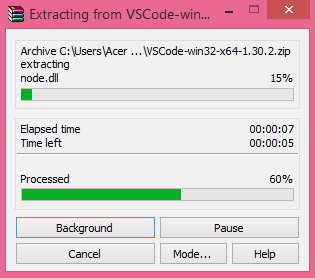 Extracting from VSCode-win...
Archive C:\Users\Acer ...\VSCode-win32-x64-1.30.2.zip
extracting
node.dll 15%
Elapsed time 00:00:07
Time left 00:00:05
Processed 60%
Background Pause
Cancel Mode... Help